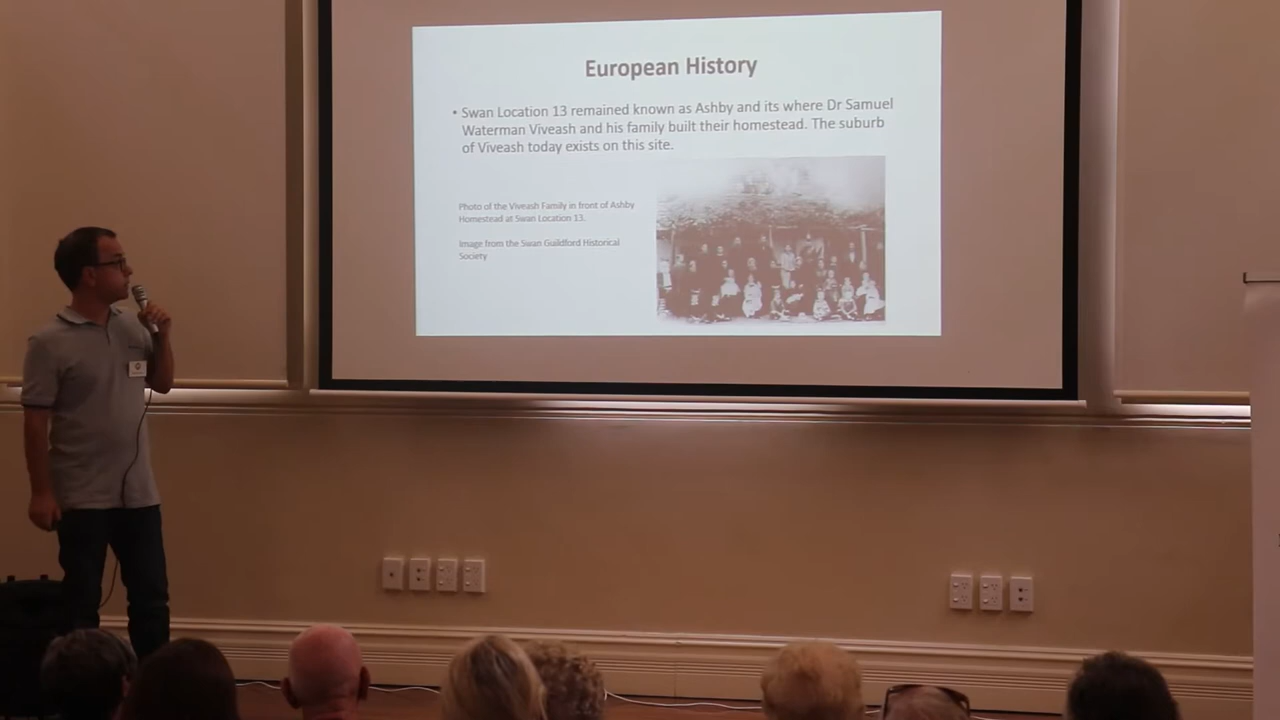 European History
• Swan Location 13 remained known as Ashby and its where Dr Samuel
Waterman Viveash and his family built their homestead. The suburb
of Viveash today exists on this site.
Photo of the Viveash Family in front of Ashby
Homestead at Swan Location 13.
Image from the Swan Guildford Historical
Society